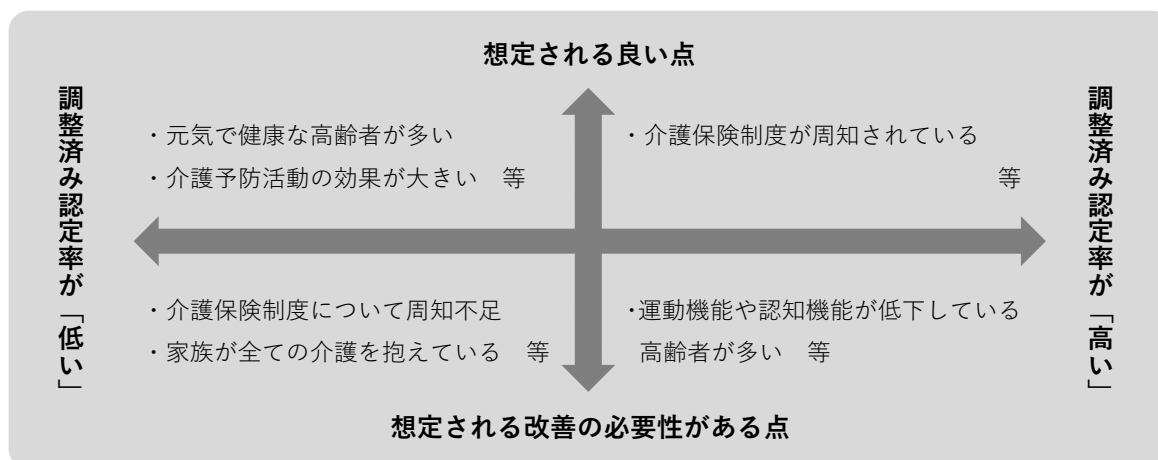 想定される良い点
調整済み認定率が「低い」
・元気で健康な高齢者が多い
・介護予防活動の効果が大きい　等
・介護保険制度が周知されている
等
調整済み認定率が「高い」
・介護保険制度について周知不足
・家族が全ての介護を抱えている　等
・運動機能や認知機能が低下している
高齢者が多い　等
想定される改善の必要性がある点